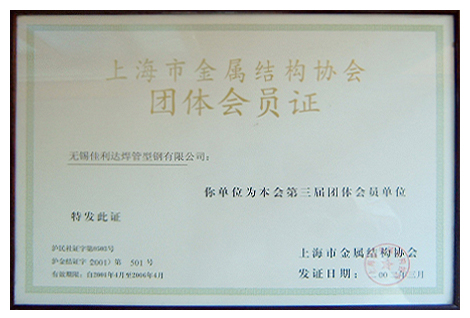 上海市金属结构协会
团体会员证
无锡佳利达焊管型钢有限公司：
你单位为本会第三届团体会员单位
特发此证
沪民社证字第0505号
沪金结证字(2001)第 501 号
有效期限：自2001年4月至2006年4月
上海市金属结构协会
发证日期：